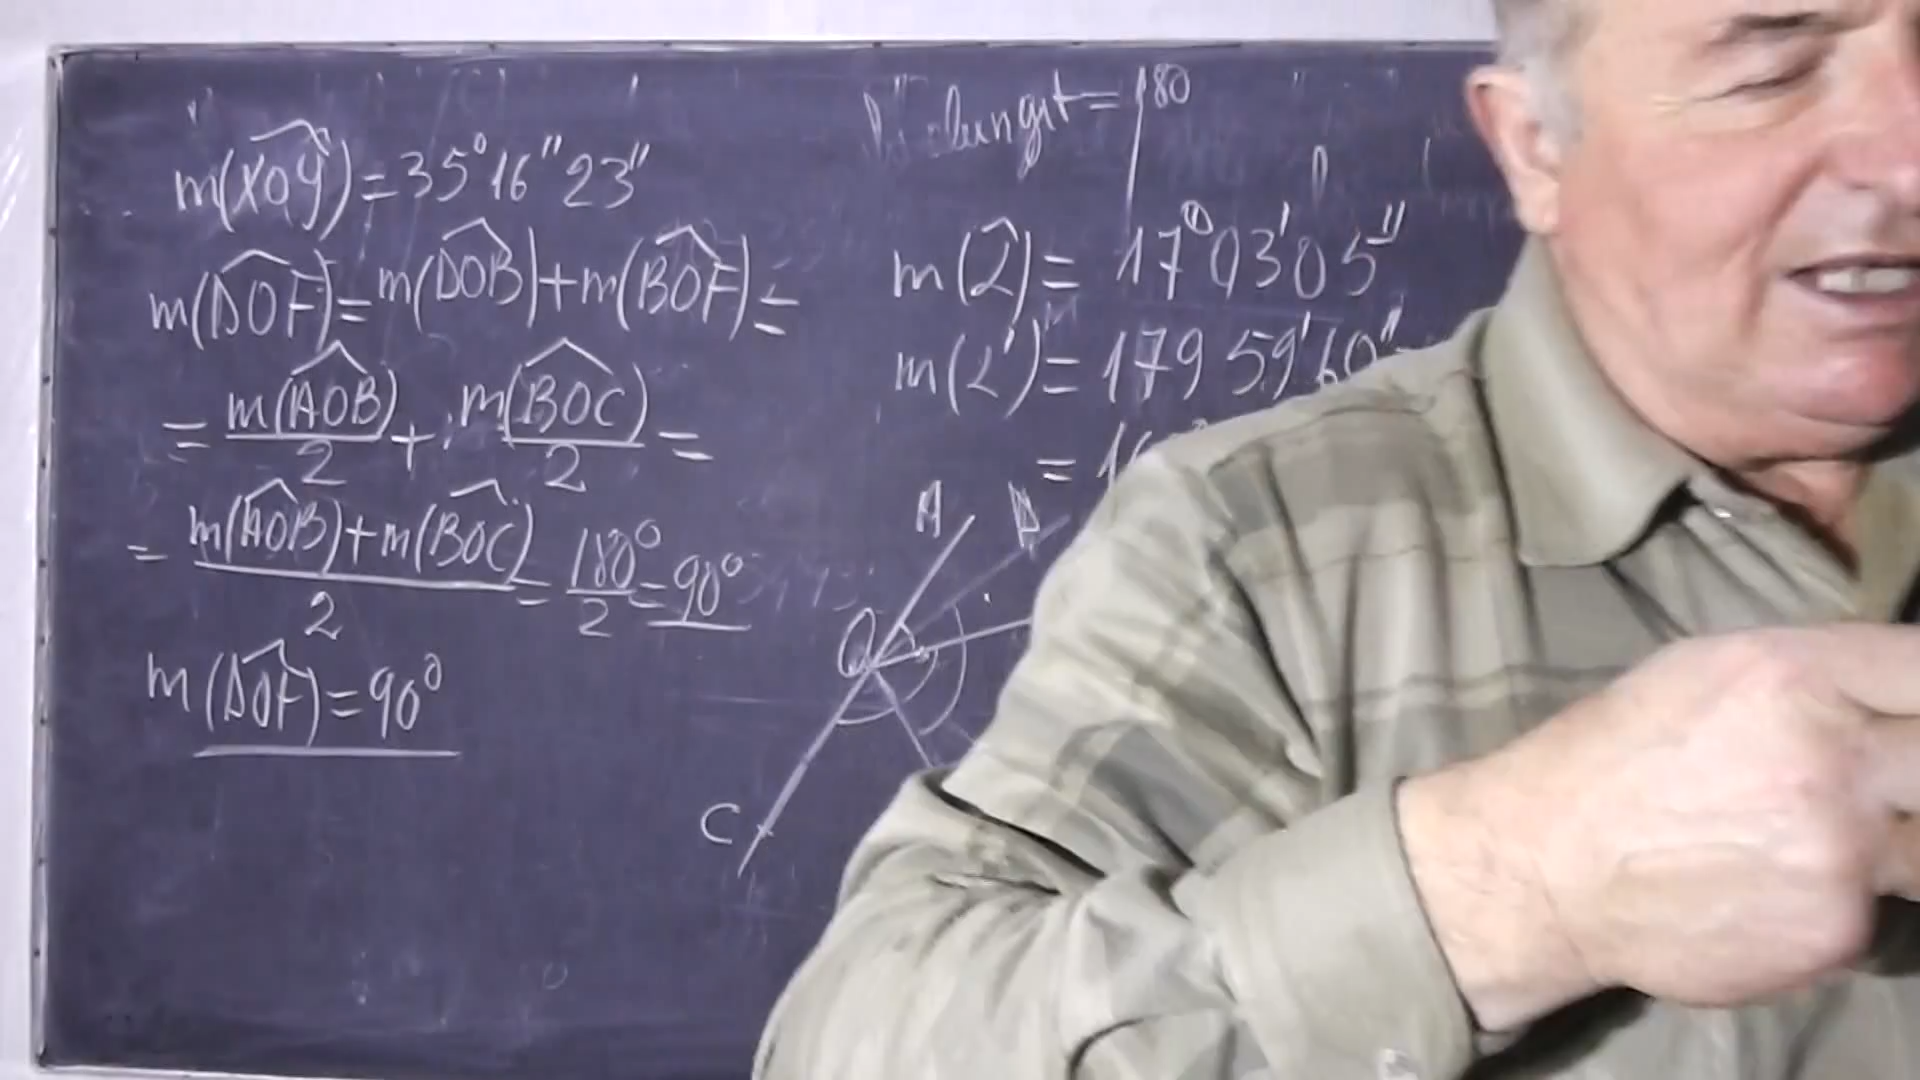 m(XOY) = 35° 16'' 23''
m(DOF) = m(DOB) + m(BOF) =
= m(AOB)/2 + m(BOC)/2 =
= (m(AOB) + m(BOC))/2 = 180°/2 = 90°
m(DOF) = 90°
= 180
m(2) = 17° 03' 05''
m(2') = 179 59' 60''
=
A
O
C